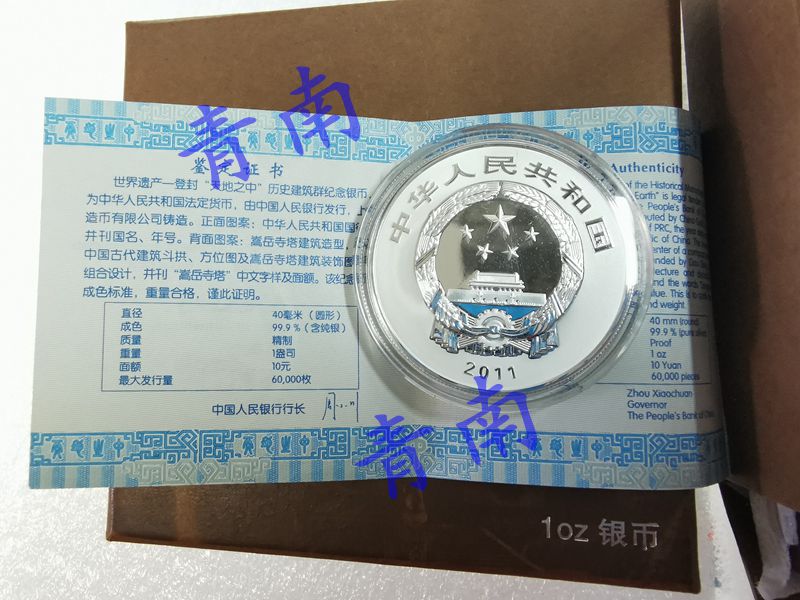 青南
鉴定证书
世界遗产—登封“天地之中”历史建筑群纪念银币
为中华人民共和国法定货币，由中国人民银行发行，
造币有限公司铸造。正面图案：中华人民共和国国
并刊国名、年号。背面图案：嵩岳寺塔建筑造型，
中国古代建筑斗拱、方位图及嵩岳寺塔建筑装饰图
组合设计，并刊“嵩岳寺塔”中文字样及面额。该纪念
成色标准，重量合格，谨此证明。
直径 40毫米（圆形）
成色 99.9%（含纯银）
质量 精制
重量 1盎司
面额 10元
最大发行量 60,000枚
中国人民银行行长
中华人民共和国
2011
Authenticity
of the Historical
Earth” is legal
People's Bank of
of PRC, the
of China. The
center of a
and the words
and weight.
40 mm (round)
99.9%
Proof
1 oz
10 Yuan
60,000 pieces
Zhou Xiaochuan
Governor
The People's Bank of China
青南
1oz 银币